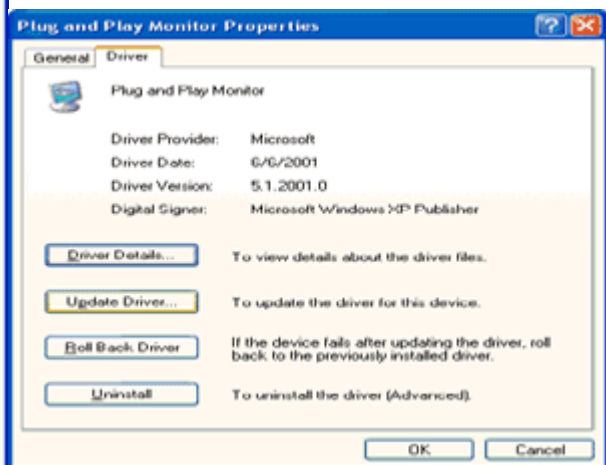 Plug and Play Monitor Properties
General Driver
Plug and Play Monitor
Driver Provider: Microsoft
Driver Date: 6/6/2001
Driver Version: 5.1.2001.0
Digital Signer: Microsoft Windows XP Publisher
Driver Details... To view details about the driver files.
Update Driver... To update the driver for this device.
Roll Back Driver If the device fails after updating the driver, roll
back to the previously installed driver.
Uninstall To uninstall the driver (Advanced).
OK Cancel